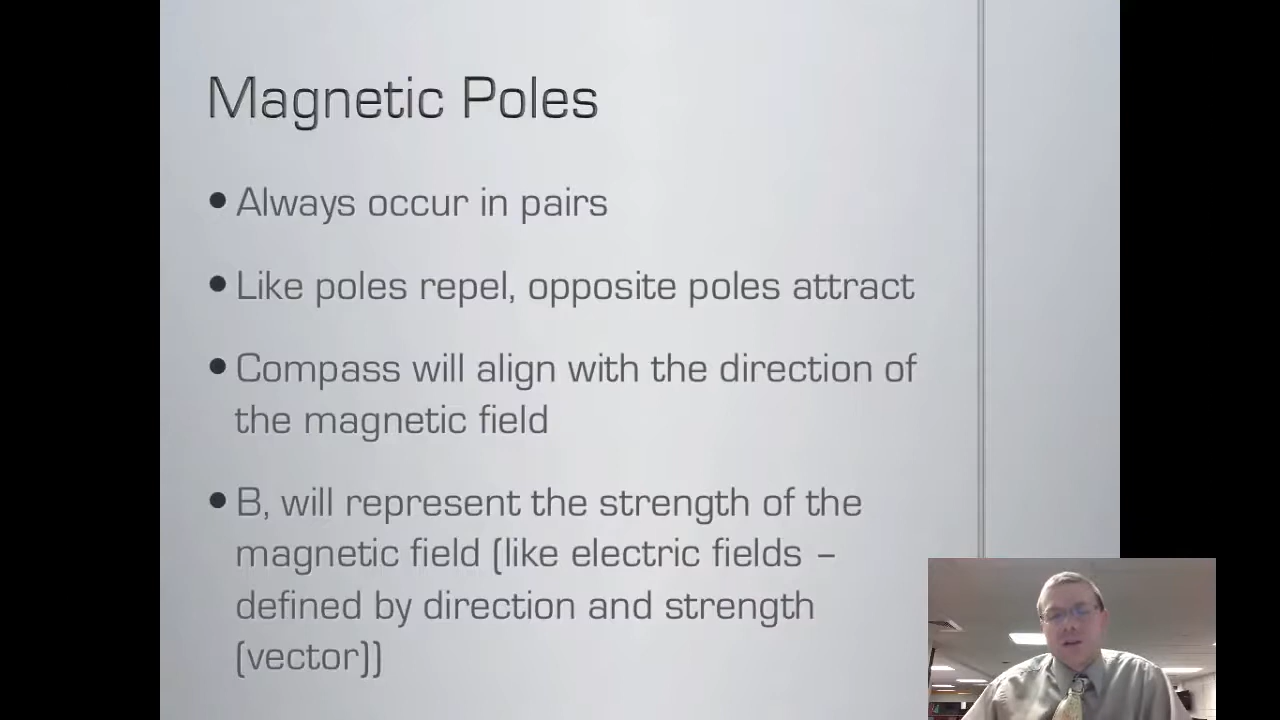 Magnetic Poles
• Always occur in pairs
• Like poles repel, opposite poles attract
• Compass will align with the direction of
the magnetic field
• B, will represent the strength of the
magnetic field (like electric fields –
defined by direction and strength
(vector))